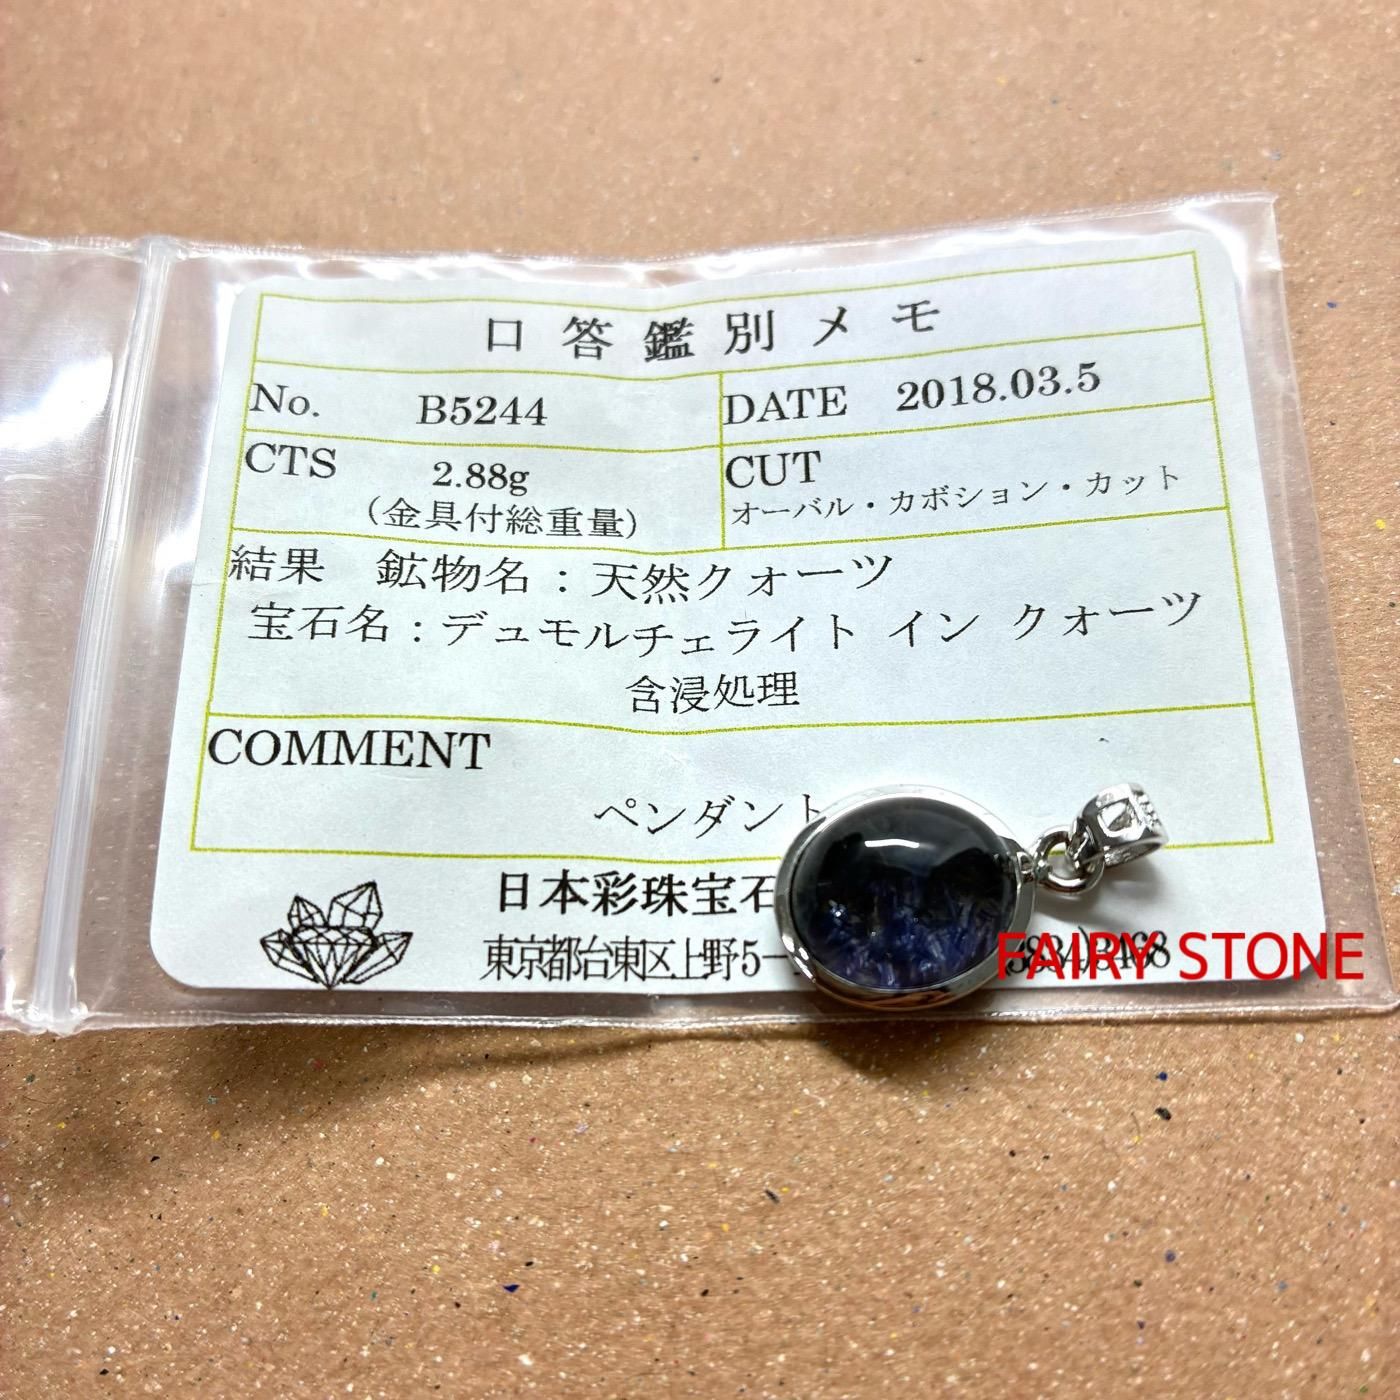 口答鑑別メモ
No. B5244 DATE 2018.03.5
CTS 2.88g CUT
(金具付総重量) オーバル・カボション・カット
結果 鉱物名：天然クォーツ
宝石名：デュモルチェライト イン クォーツ
含浸処理
COMMENT
ペンダント
日本彩珠宝石
東京都台東区上野5-
FAIRY STONE